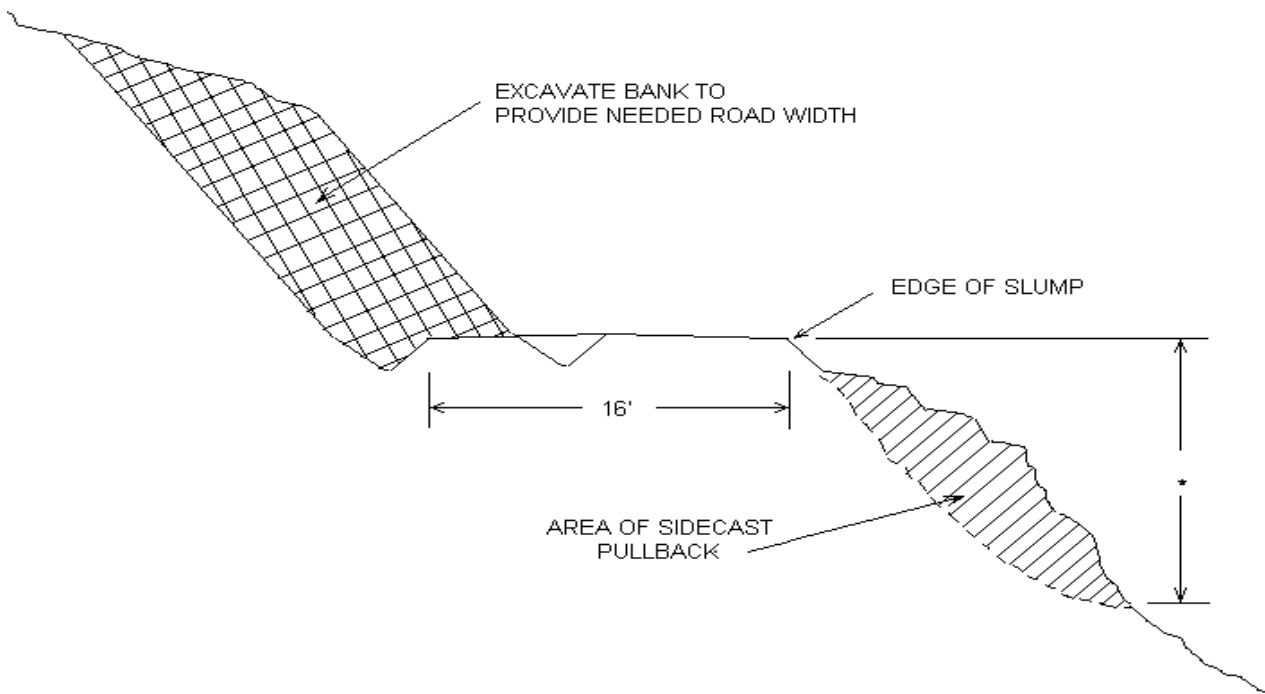 EXCAVATE BANK TO
PROVIDE NEEDED ROAD WIDTH
EDGE OF SLUMP
16'
*
AREA OF SIDECAST
PULLBACK